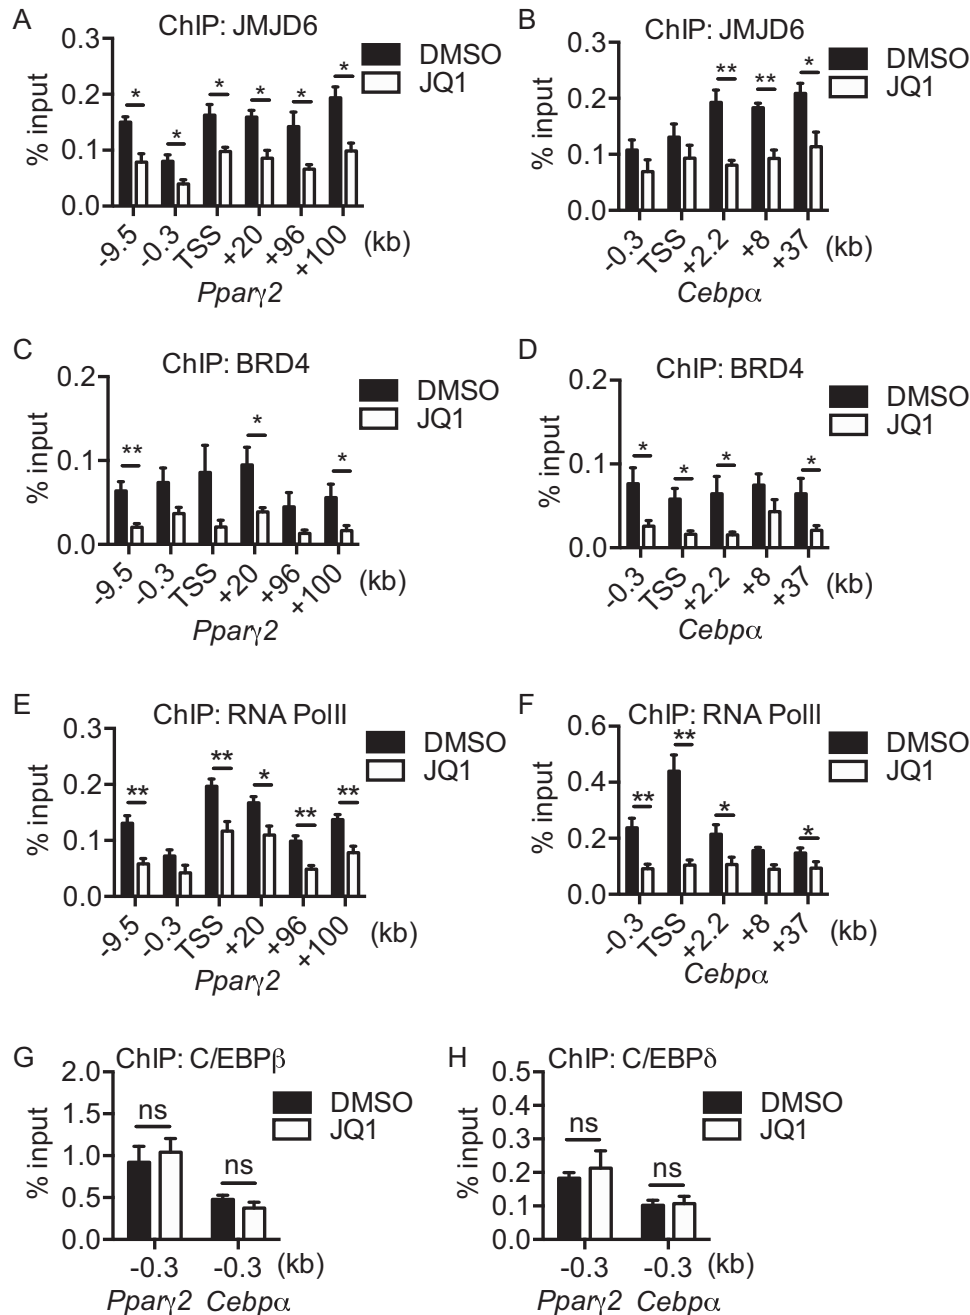 A
ChIP: JMJD6
0.3
0.2
0.1
0.0
% input
DMSO
JQ1
* * * * * *
-9.5 -0.3 TSS +20 +96 +100 (kb)
Pparγ2
B
ChIP: JMJD6
0.3
0.2
0.1
0.0
% input
DMSO
JQ1
** ** *
-0.3 TSS +2.2 +8 +37 (kb)
Cebpα
C
ChIP: BRD4
0.2
0.1
0.0
% input
DMSO
JQ1
** * *
-9.5 -0.3 TSS +20 +96 +100 (kb)
Pparγ2
D
ChIP: BRD4
0.2
0.1
0.0
% input
DMSO
JQ1
* * * *
-0.3 TSS +2.2 +8 +37 (kb)
Cebpα
E
ChIP: RNA PolII
0.3
0.2
0.1
0.0
% input
DMSO
JQ1
** ** * ** **
-9.5 -0.3 TSS +20 +96 +100 (kb)
Pparγ2
F
ChIP: RNA PolII
0.6
0.4
0.2
0.0
% input
DMSO
JQ1
** ** * *
-0.3 TSS +2.2 +8 +37 (kb)
Cebpα
G
ChIP: C/EBPβ
2.0
1.5
1.0
0.5
0.0
% input
DMSO
JQ1
ns ns
-0.3 -0.3 (kb)
Pparγ2 Cebpα
H
ChIP: C/EBPδ
0.5
0.4
0.3
0.2
0.1
0.0
% input
DMSO
JQ1
ns ns
-0.3 -0.3 (kb)
Pparγ2 Cebpα